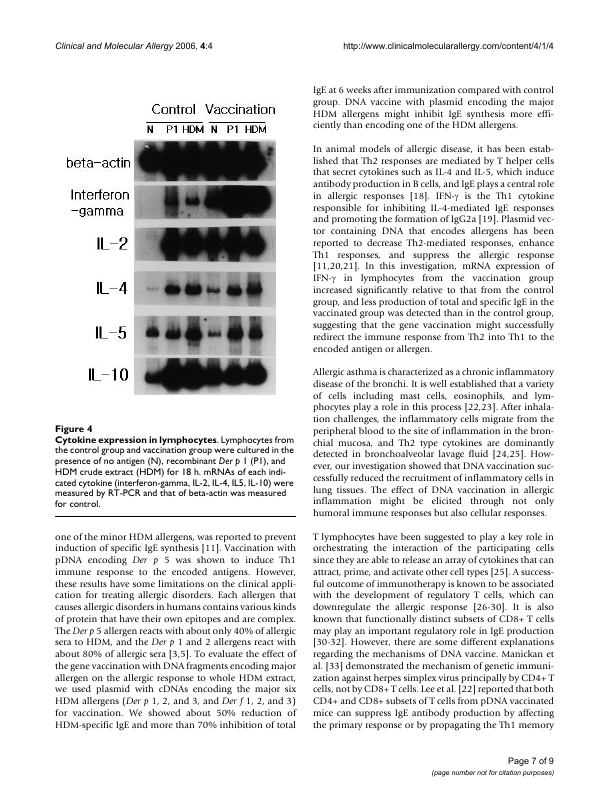 Clinical and Molecular Allergy 2006, 4:4
http://www.clinicalmolecularallergy.com/content/4/1/4
Control Vaccination
N P1 HDM N P1 HDM
beta-actin
Interferon
-gamma
IL-2
IL-4
IL-5
IL-10
Figure 4
Cytokine expression in lymphocytes. Lymphocytes from
the control group and vaccination group were cultured in the
presence of no antigen (N), recombinant Der p 1 (P1), and
HDM crude extract (HDM) for 18 h. mRNAs of each indi-
cated cytokine (interferon-gamma, IL-2, IL-4, IL5, IL-10) were
measured by RT-PCR and that of beta-actin was measured
for control.
one of the minor HDM allergens, was reported to prevent
induction of specific IgE synthesis [11]. Vaccination with
pDNA encoding Der p 5 was shown to induce Th1
immune response to the encoded antigens. However,
these results have some limitations on the clinical appli-
cation for treating allergic disorders. Each allergen that
causes allergic disorders in humans contains various kinds
of protein that have their own epitopes and are complex.
The Der p 5 allergen reacts with about only 40% of allergic
sera to HDM, and the Der p 1 and 2 allergens react with
about 80% of allergic sera [3,5]. To evaluate the effect of
the gene vaccination with DNA fragments encoding major
allergen on the allergic response to whole HDM extract,
we used plasmid with cDNAs encoding the major six
HDM allergens (Der p 1, 2, and 3, and Der f 1, 2, and 3)
for vaccination. We showed about 50% reduction of
HDM-specific IgE and more than 70% inhibition of total
IgE at 6 weeks after immunization compared with control
group. DNA vaccine with plasmid encoding the major
HDM allergens might inhibit IgE synthesis more effi-
ciently than encoding one of the HDM allergens.
In animal models of allergic disease, it has been estab-
lished that Th2 responses are mediated by T helper cells
that secret cytokines such as IL-4 and IL-5, which induce
antibody production in B cells, and IgE plays a central role
in allergic responses [18]. IFN-γ is the Th1 cytokine
responsible for inhibiting IL-4-mediated IgE responses
and promoting the formation of IgG2a [19]. Plasmid vec-
tor containing DNA that encodes allergens has been
reported to decrease Th2-mediated responses, enhance
Th1 responses, and suppress the allergic response
[11,20,21]. In this investigation, mRNA expression of
IFN-γ in lymphocytes from the vaccination group
increased significantly relative to that from the control
group, and less production of total and specific IgE in the
vaccinated group was detected than in the control group,
suggesting that the gene vaccination might successfully
redirect the immune response from Th2 into Th1 to the
encoded antigen or allergen.
Allergic asthma is characterized as a chronic inflammatory
disease of the bronchi. It is well established that a variety
of cells including mast cells, eosinophils, and lym-
phocytes play a role in this process [22,23]. After inhala-
tion challenges, the inflammatory cells migrate from the
peripheral blood to the site of inflammation in the bron-
chial mucosa, and Th2 type cytokines are dominantly
detected in bronchoalveolar lavage fluid [24,25]. How-
ever, our investigation showed that DNA vaccination suc-
cessfully reduced the recruitment of inflammatory cells in
lung tissues. The effect of DNA vaccination in allergic
inflammation might be elicited through not only
humoral immune responses but also cellular responses.
T lymphocytes have been suggested to play a key role in
orchestrating the interaction of the participating cells
since they are able to release an array of cytokines that can
attract, prime, and activate other cell types [25]. A success-
ful outcome of immunotherapy is known to be associated
with the development of regulatory T cells, which can
downregulate the allergic response [26-30]. It is also
known that functionally distinct subsets of CD8+ T cells
may play an important regulatory role in IgE production
[30-32]. However, there are some different explanations
regarding the mechanisms of DNA vaccine. Manickan et
al. [33] demonstrated the mechanism of genetic immuni-
zation against herpes simplex virus principally by CD4+ T
cells, not by CD8+ T cells. Lee et al. [22] reported that both
CD4+ and CD8+ subsets of T cells from pDNA vaccinated
mice can suppress IgE antibody production by affecting
the primary response or by propagating the Th1 memory
Page 7 of 9
(page number not for citation purposes)